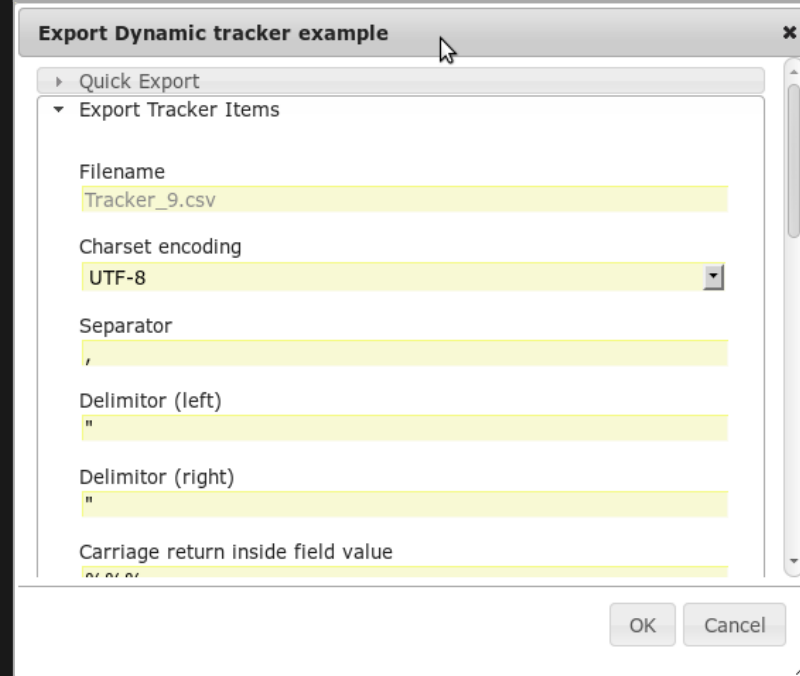 Export Dynamic tracker example
Quick Export
Export Tracker Items
Filename
Tracker_9.csv
Charset encoding
UTF-8
Separator
,
Delimitor (left)
"
Delimitor (right)
"
Carriage return inside field value
%%%
OK
Cancel